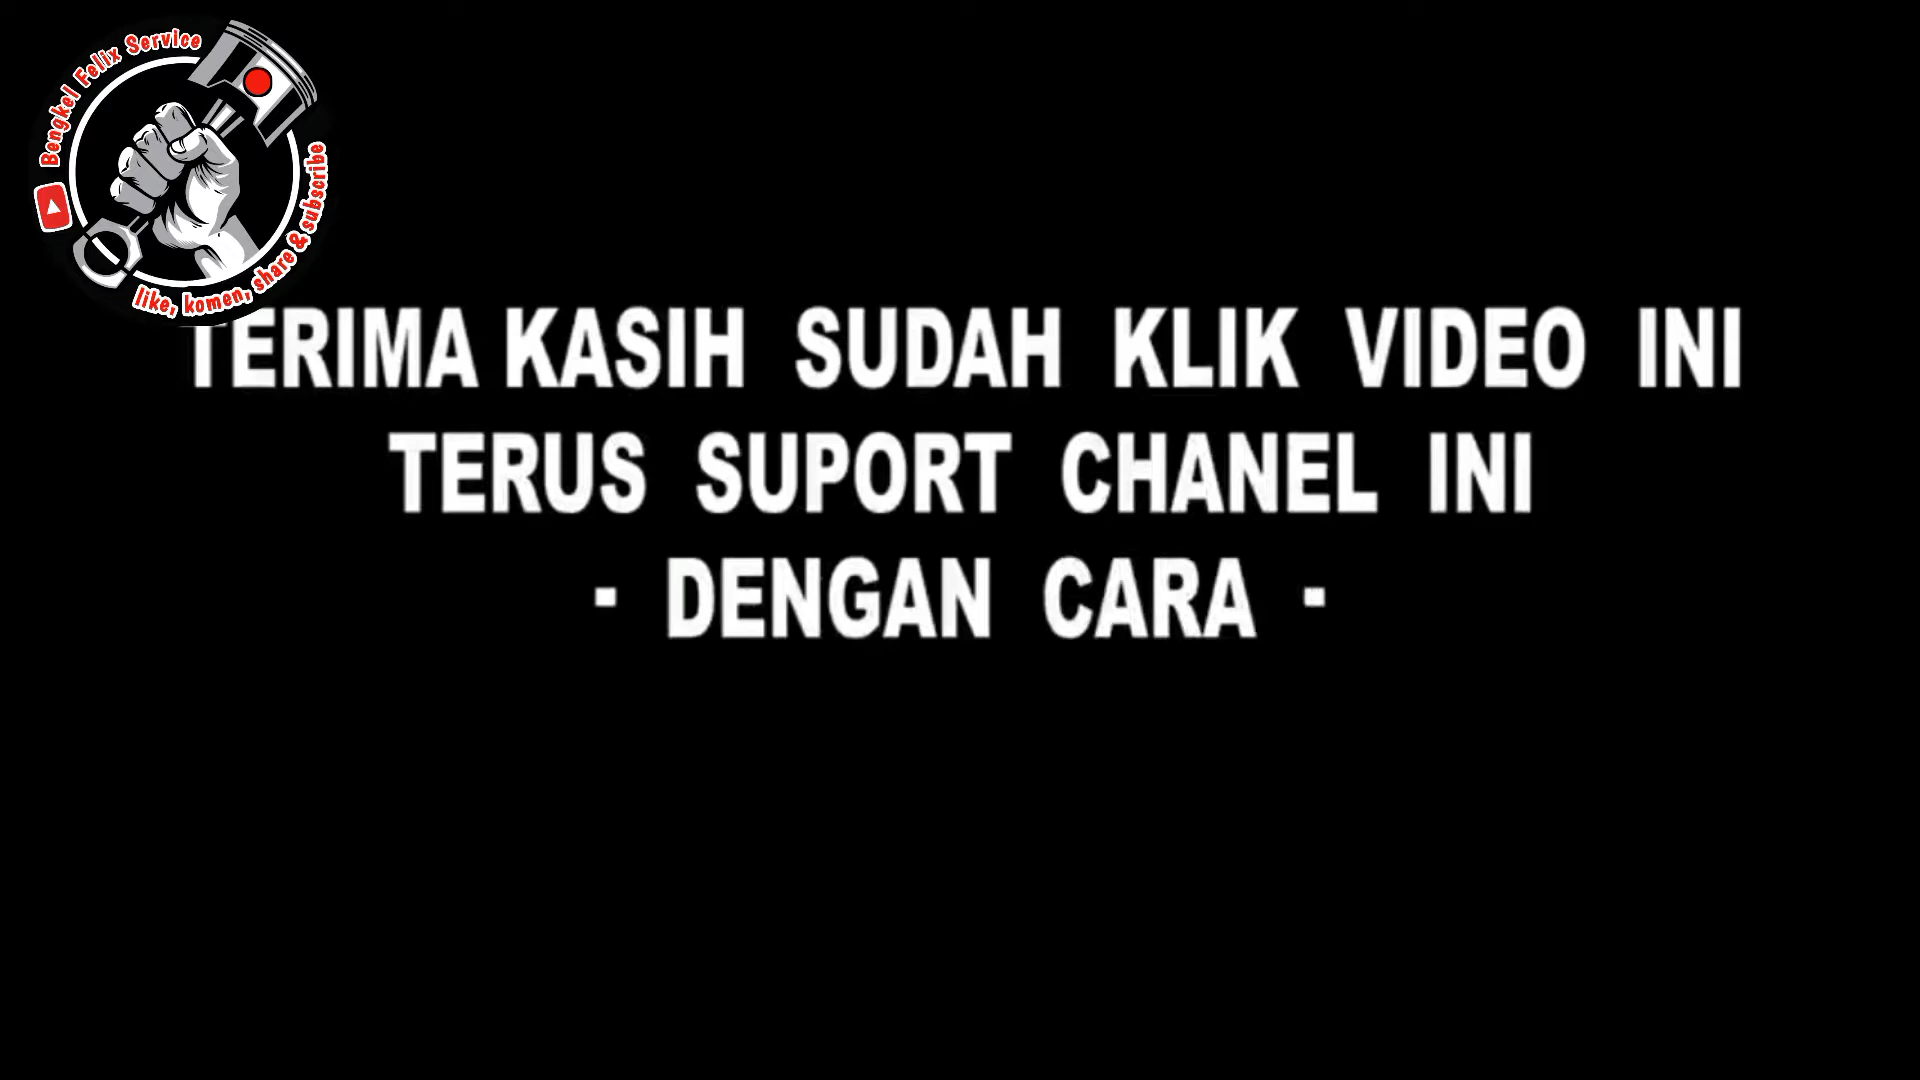 Bengkel Felix Service
like, komen, share & subscribe
TERIMA KASIH SUDAH KLIK VIDEO INI
TERUS SUPORT CHANEL INI
- DENGAN CARA -